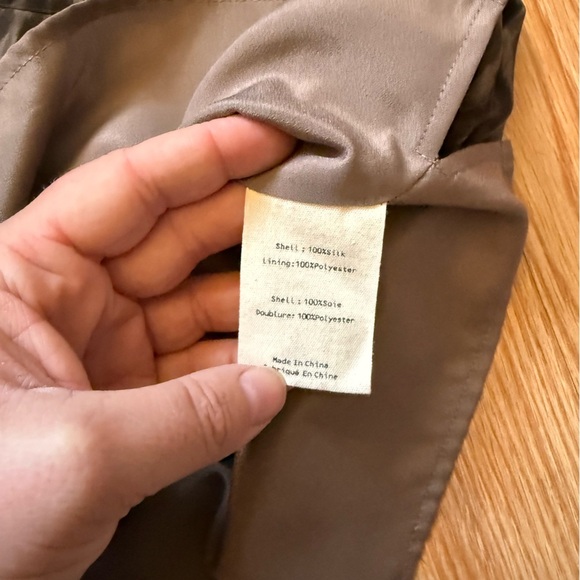 Shell : 100%Silk
Lining:100%Polyester
Shell : 100%Soie
Doublure: 100%Polyester
Made In China
En Chine